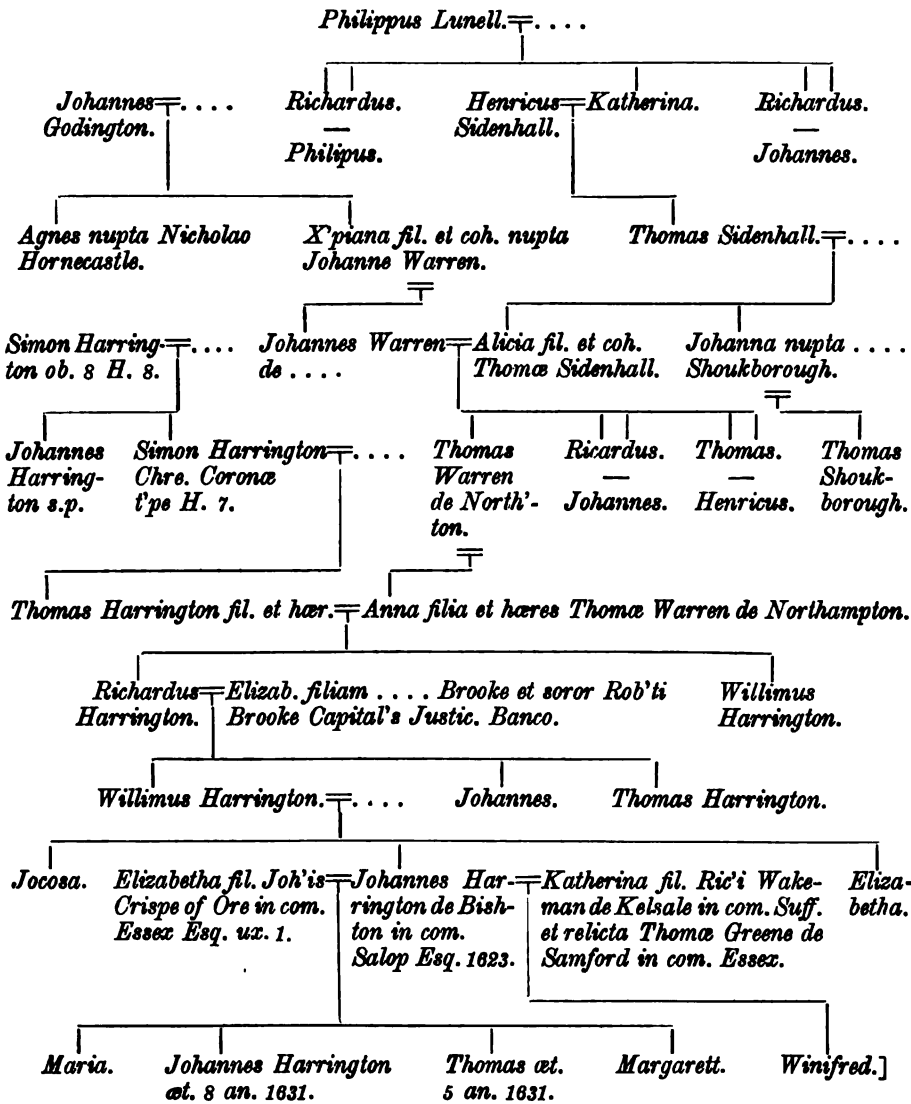 Philippus Lunell. . . . .
Johannes . . . . Richardus. Henricus Katherina. Richardus.
Godington. — Sidenhall. —
Philipus. Johannes.
Agnes nupta Nicholao X'piana fil. et coh. nupta Thomas Sidenhall. . . . .
Hornecastle. Johanne Warren.
Simon Harring- . . . . Johannes Warren Alicia fil. et coh. Johanna nupta . . . .
ton ob. 8 H. 8. de . . . . Thomæ Sidenhall. Shoukborough.
Johannes Simon Harrington . . . . Thomas Ricardus. Thomas. Thomas
Harring- Chre. Coronæ Warren — — Shouk-
ton s.p. t'pe H. 7. de North'- Johannes. Henricus. borough.
ton.
Thomas Harrington fil. et hær. Anna filia et hæres Thomæ Warren de Northampton.
Richardus Elizab. filiam . . . . Brooke et soror Rob'ti Willimus
Harrington. Brooke Capital's Justic. Banco. Harrington.
Willimus Harrington. . . . . Johannes. Thomas Harrington.
Jocosa. Elizabetha fil. Joh'is Johannes Har- Katherina fil. Ric'i Wake- Eliza-
Crispe of Ore in com. rington de Bish- man de Kelsale in com. Suff. betha.
Essex Esq. ux. 1. ton in com. et relicta Thomæ Greene de
Salop Esq. 1623. Samford in com. Essex.
Maria. Johannes Harrington Thomas æt. Margarett. Winifred.]
æt. 8 an. 1631. 5 an. 1631.